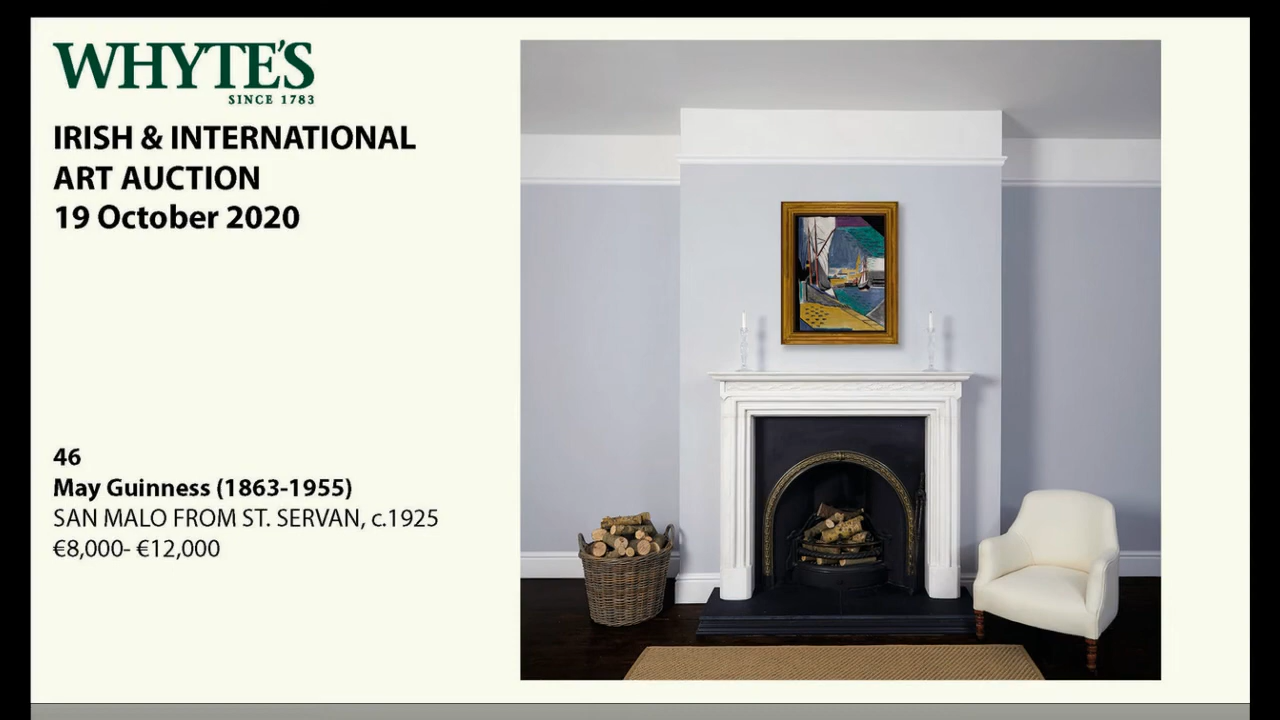 WHYTE'S
SINCE 1783
IRISH & INTERNATIONAL
ART AUCTION
19 October 2020
46
May Guinness (1863-1955)
SAN MALO FROM ST. SERVAN, c.1925
€8,000- €12,000